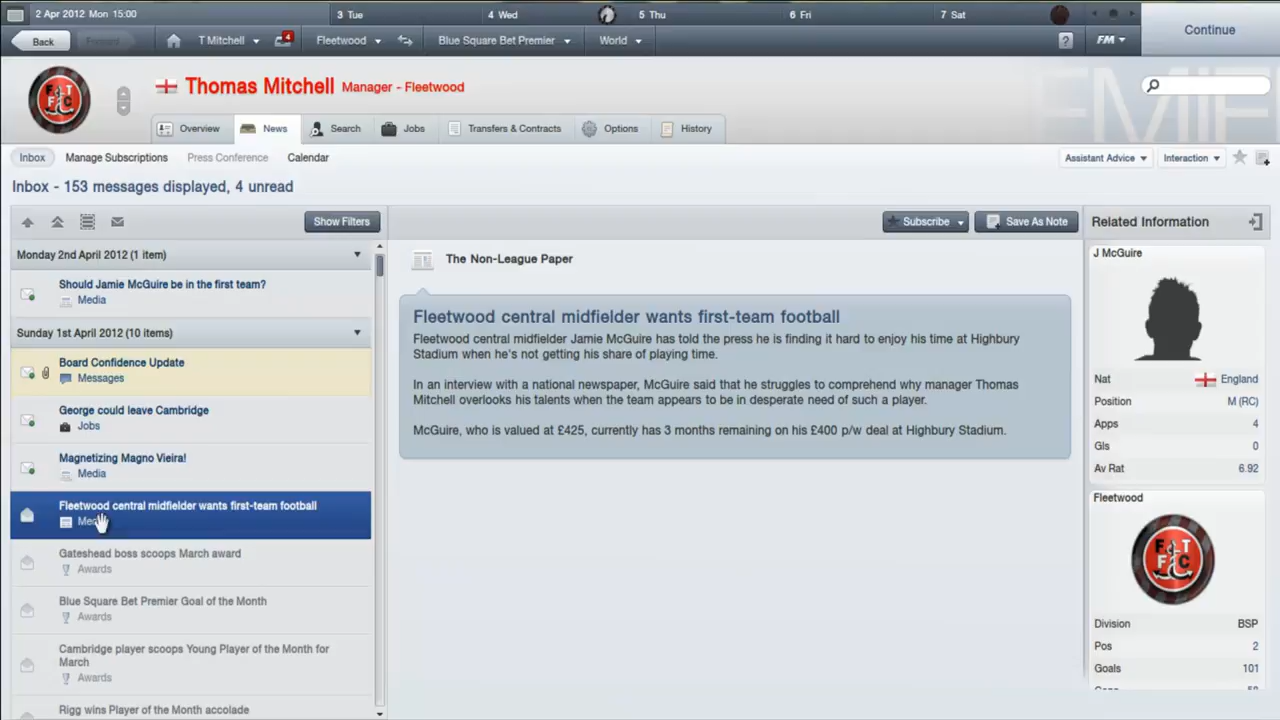 2 Apr 2012 Mon 15:00
3 Tue
4 Wed
5 Thu
6 Fri
7 Sat
Continue
Back
Forward
T Mitchell
4
Fleetwood
Blue Square Bet Premier
World
?
FM
Thomas Mitchell Manager - Fleetwood
Overview
News
Search
Jobs
Transfers & Contracts
Options
History
Inbox
Manage Subscriptions
Press Conference
Calendar
Assistant Advice
Interaction
Inbox - 153 messages displayed, 4 unread
Show Filters
Subscribe
Save As Note
Related Information
Monday 2nd April 2012 (1 item)
Should Jamie McGuire be in the first team?
Media
Sunday 1st April 2012 (10 items)
Board Confidence Update
Messages
George could leave Cambridge
Jobs
Magnetizing Magno Vieira!
Media
Fleetwood central midfielder wants first-team football
Gateshead boss scoops March award
Awards
Blue Square Bet Premier Goal of the Month
Awards
Cambridge player scoops Young Player of the Month for
March
Awards
Rigg wins Player of the Month accolade
The Non-League Paper
Fleetwood central midfielder wants first-team football
Fleetwood central midfielder Jamie McGuire has told the press he is finding it hard to enjoy his time at Highbury
Stadium when he's not getting his share of playing time.
In an interview with a national newspaper, McGuire said that he struggles to comprehend why manager Thomas
Mitchell overlooks his talents when the team appears to be in desperate need of such a player.
McGuire, who is valued at £425, currently has 3 months remaining on his £400 p/w deal at Highbury Stadium.
J McGuire
Nat England
Position M (RC)
Apps 4
Gls 0
Av Rat 6.92
Fleetwood
F T
F C
Division BSP
Pos 2
Goals 101